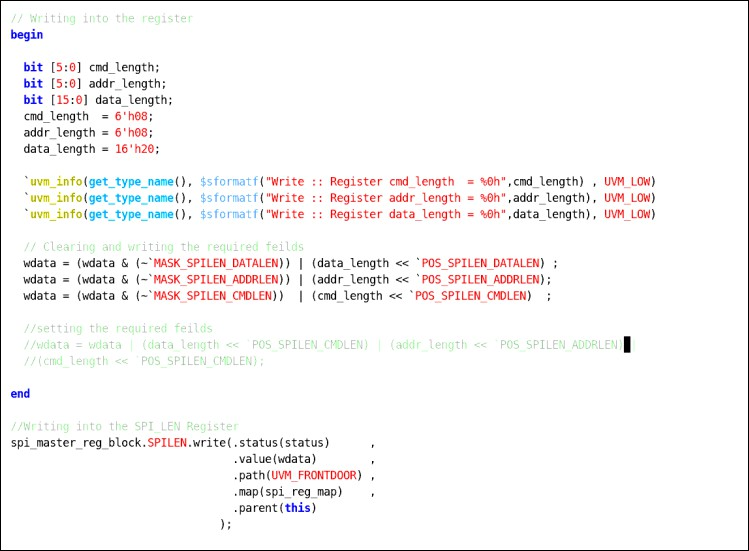 // Writing into the register
begin
bit [5:0] cmd_length;
bit [5:0] addr_length;
bit [15:0] data_length;
cmd_length  = 6'h08;
addr_length = 6'h08;
data_length = 16'h20;
`uvm_info(get_type_name(), $sformatf("Write :: Register cmd_length  = %0h",cmd_length) , UVM_LOW)
`uvm_info(get_type_name(), $sformatf("Write :: Register addr_length = %0h",addr_length), UVM_LOW)
`uvm_info(get_type_name(), $sformatf("Write :: Register data_length = %0h",data_length), UVM_LOW)
// Clearing and writing the required feilds
wdata = (wdata & (~`MASK_SPILEN_DATALEN)) | (data_length << `POS_SPILEN_DATALEN) ;
wdata = (wdata & (~`MASK_SPILEN_ADDRLEN)) | (addr_length << `POS_SPILEN_ADDRLEN);
wdata = (wdata & (~`MASK_SPILEN_CMDLEN))  | (cmd_length << `POS_SPILEN_CMDLEN)  ;
//setting the required feilds
//wdata = wdata | (data_length << `POS_SPILEN_CMDLEN) | (addr_length << `POS_SPILEN_ADDRLEN) |
//(cmd_length << `POS_SPILEN_CMDLEN);
end
//Writing into the SPI_LEN Register
spi_master_reg_block.SPILEN.write(.status(status)      ,
.value(wdata)        ,
.path(UVM_FRONTDOOR) ,
.map(spi_reg_map)    ,
.parent(this)
);